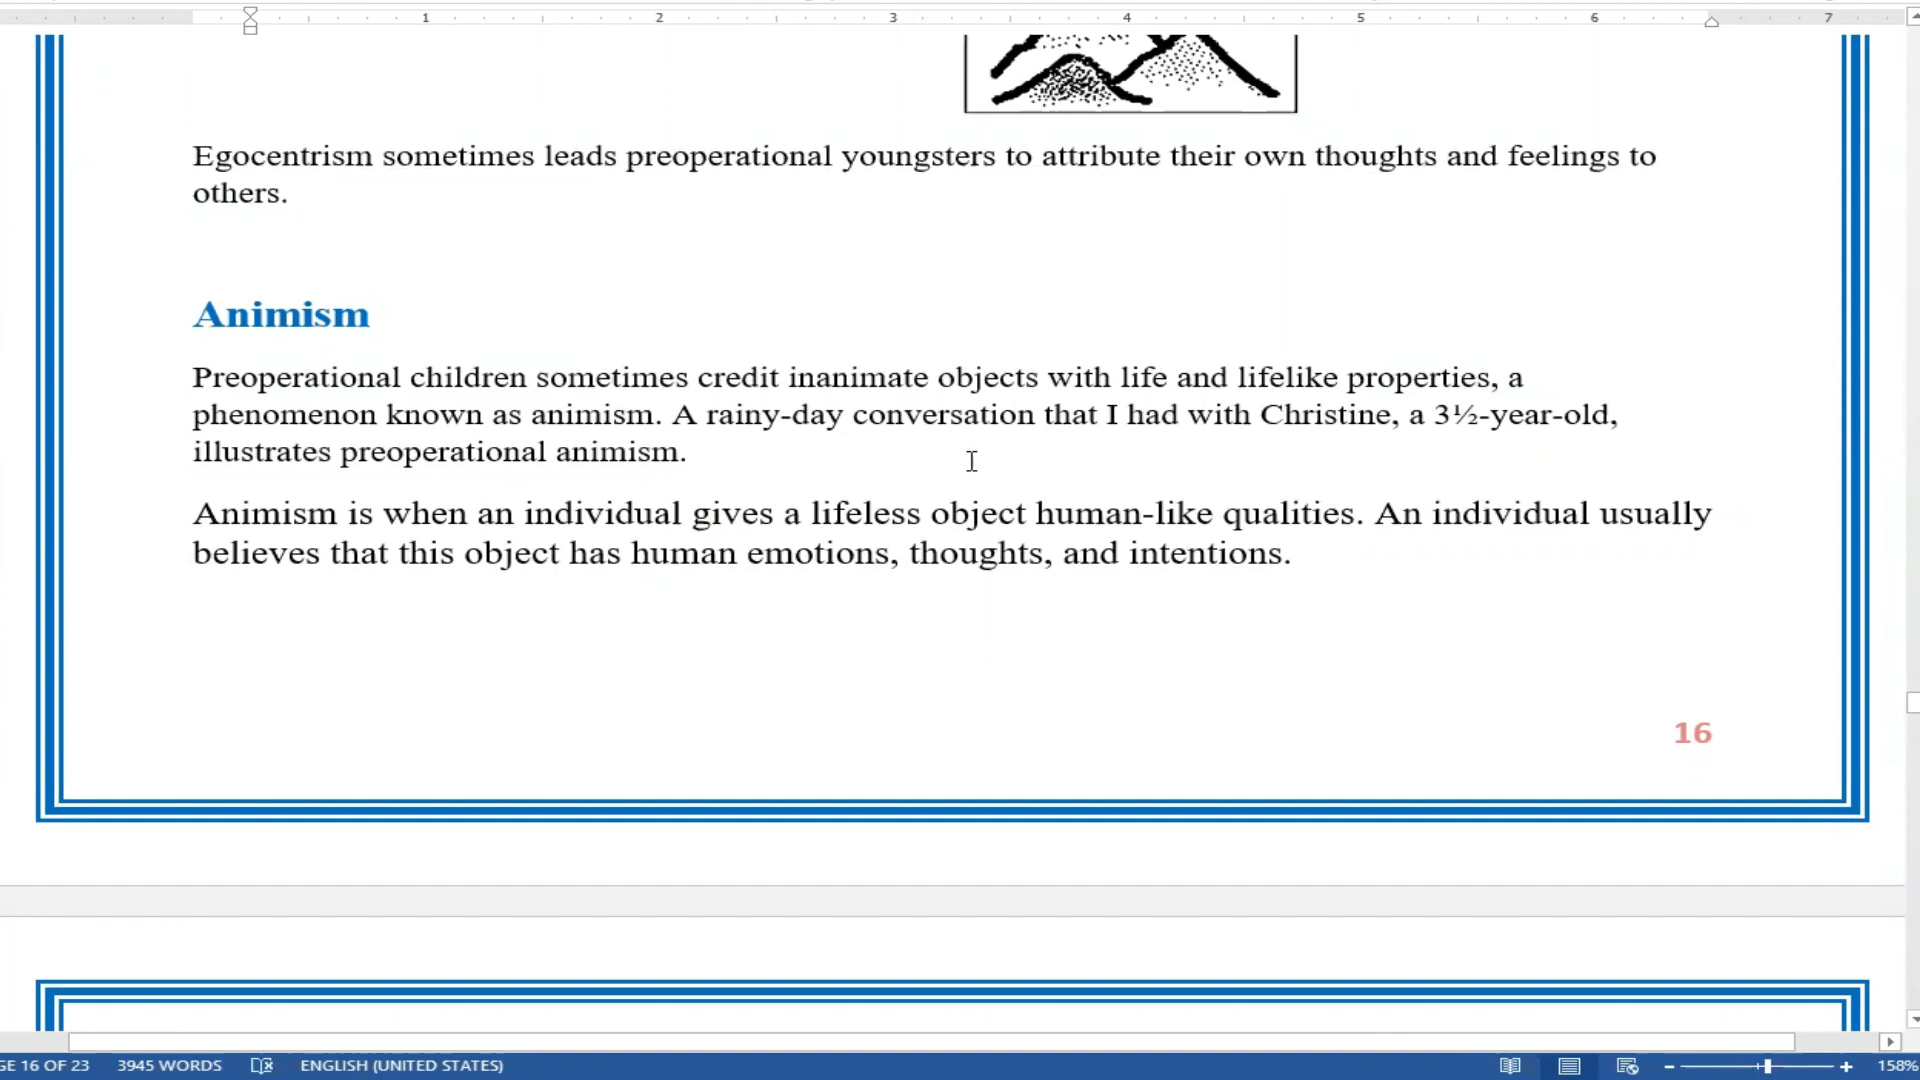 1 2 3 4 5 6 7
Egocentrism sometimes leads preoperational youngsters to attribute their own thoughts and feelings to
others.
Animism
Preoperational children sometimes credit inanimate objects with life and lifelike properties, a
phenomenon known as animism. A rainy-day conversation that I had with Christine, a 3½-year-old,
illustrates preoperational animism.
Animism is when an individual gives a lifeless object human-like qualities. An individual usually
believes that this object has human emotions, thoughts, and intentions.
16
GE 16 OF 23 3945 WORDS ENGLISH (UNITED STATES) 158%